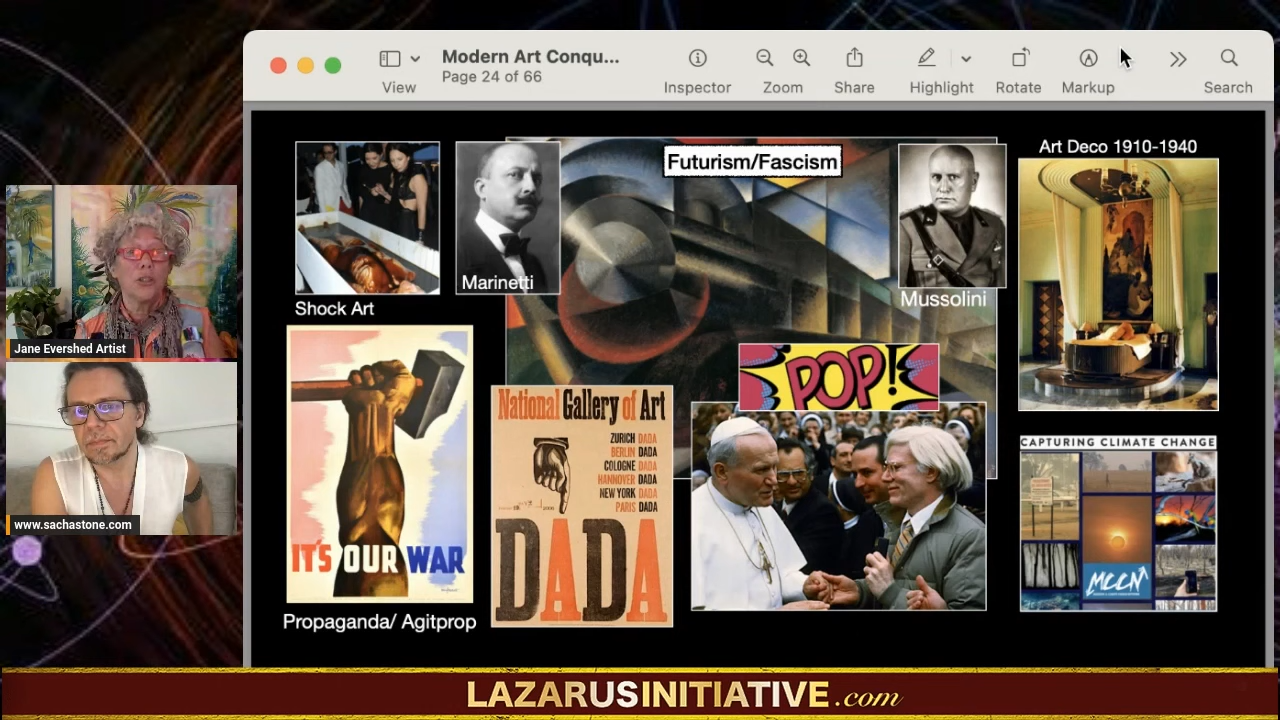 Modern Art Conqu...
Page 24 of 66
View
Inspector
Zoom
Share
Highlight
Rotate
Markup
Search
Futurism/Fascism
Art Deco 1910-1940
Marinetti
Mussolini
Shock Art
Jane Evershed Artist
www.sachastone.com
POP!
National Gallery of Art
ZURICH DADA
BERLIN DADA
COLOGNE DADA
HANNOVER DADA
NEW YORK DADA
PARIS DADA
DADA
IT'S OUR WAR
Propaganda/ Agitprop
CAPTURING CLIMATE CHANGE
MCCN
LAZARUSINITIATIVE.com